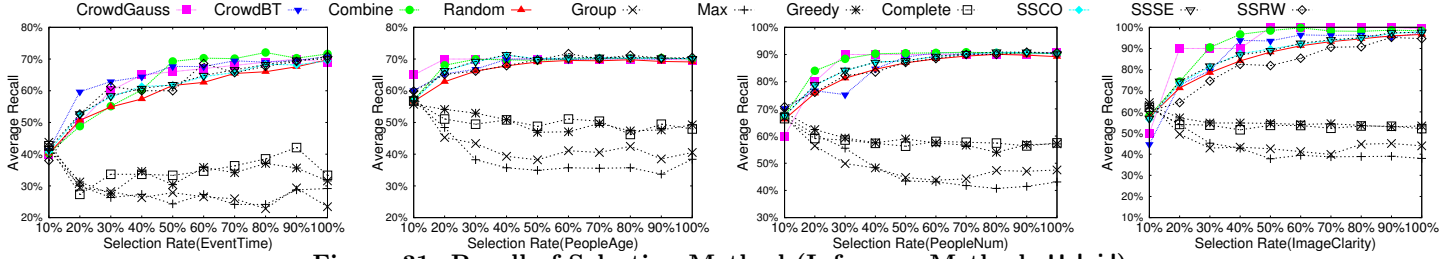 CrowdGauss CrowdBT Combine Random Group Max Greedy Complete SSCO SSSE SSRW
80%
70%
60%
50%
40%
30%
20%
Average Recall
10% 20% 30% 40% 50% 60% 70% 80% 90% 100%
Selection Rate(EventTime)
80%
70%
60%
50%
40%
30%
20%
Average Recall
10% 20% 30% 40% 50% 60% 70% 80% 90% 100%
Selection Rate(PeopleAge)
100%
90%
80%
70%
60%
50%
40%
30%
Average Recall
10% 20% 30% 40% 50% 60% 70% 80% 90% 100%
Selection Rate(PeopleNum)
100%
90%
80%
70%
60%
50%
40%
30%
20%
10%
Average Recall
10% 20% 30% 40% 50% 60% 70% 80% 90% 100%
Selection Rate(ImageClarity)